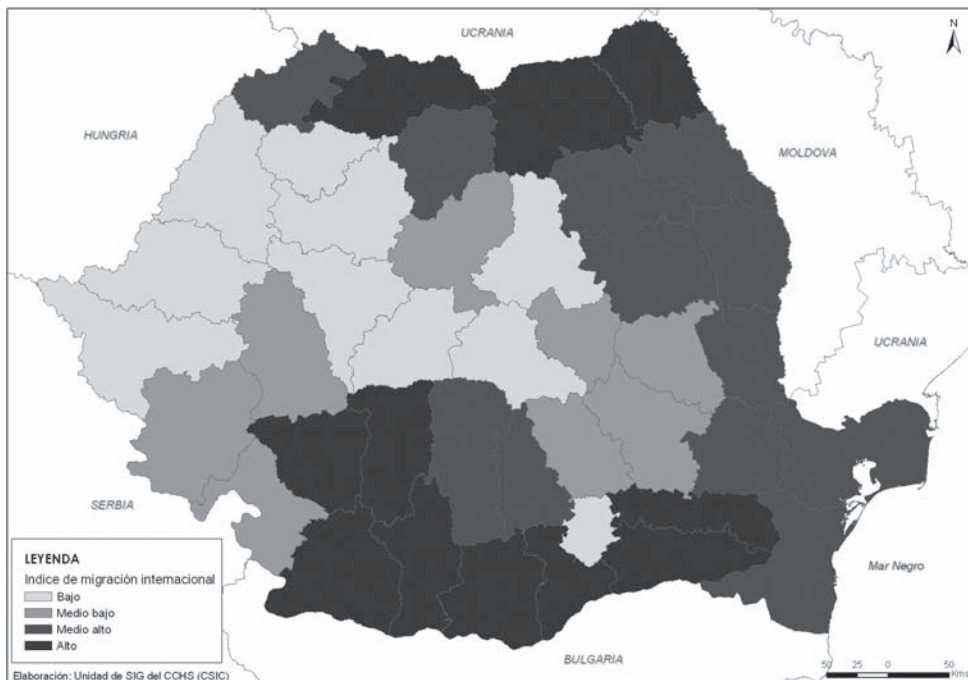 UCRANIA
N
HUNGRIA
MOLDOVA
UCRANIA
SERBIA
Mar Negro
BULGARIA
LEYENDA
Indice de migración internacional
Bajo
Medio bajo
Medio alto
Alto
50 25 0 50
Kms
Elaboración: Unidad de SIG del CCHS (CSIC)